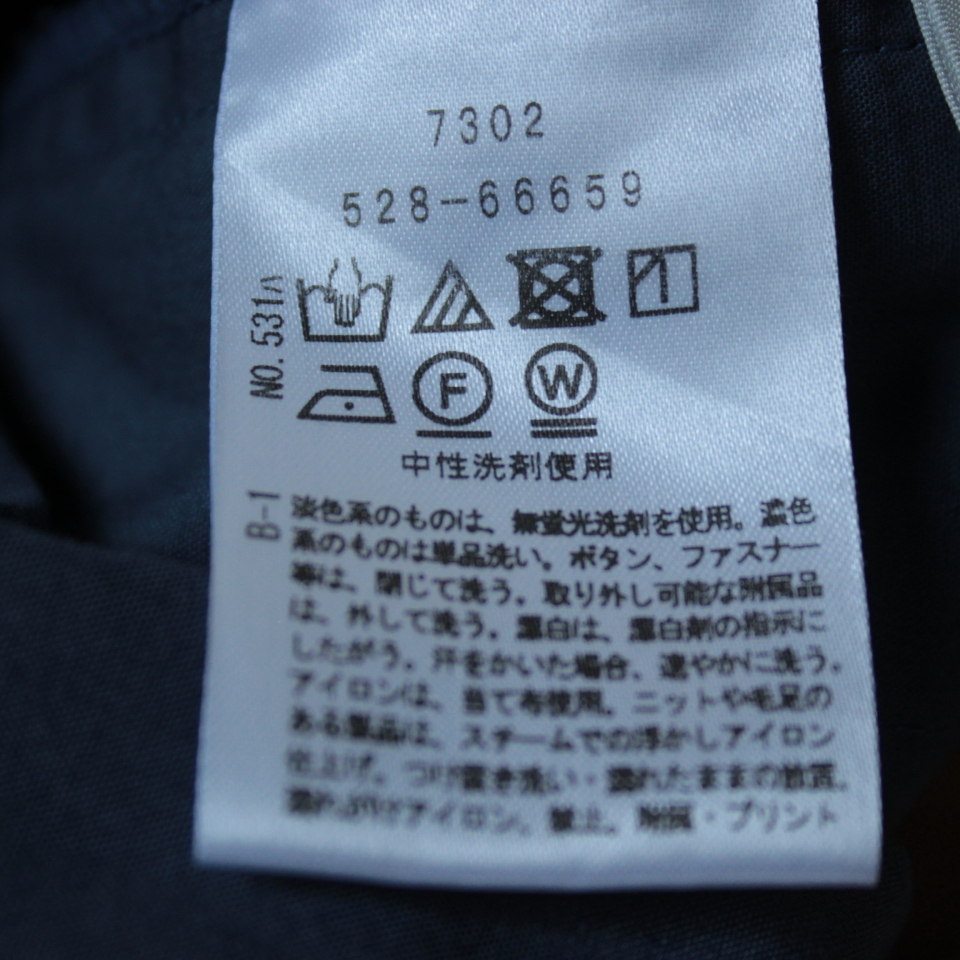 7302
528-66659
NO.531ハ
F
W
中性洗剤使用
B-1
淡色系のものは、無蛍光洗剤を使用。濃色
系のものは単品洗い。ボタン、ファスナー
等は、閉じて洗う。取り外し可能な附属品
は、外して洗う。漂白は、漂白剤の指示に
したがう。汗をかいた場合、速やかに洗う。
アイロンは、当て布使用。ニットや毛足の
ある製品は、スチームでの浮かしアイロン
仕上げ。つけ置き洗い・濡れたままの放置、
濡れがけアイロン、禁止。附属・プリント